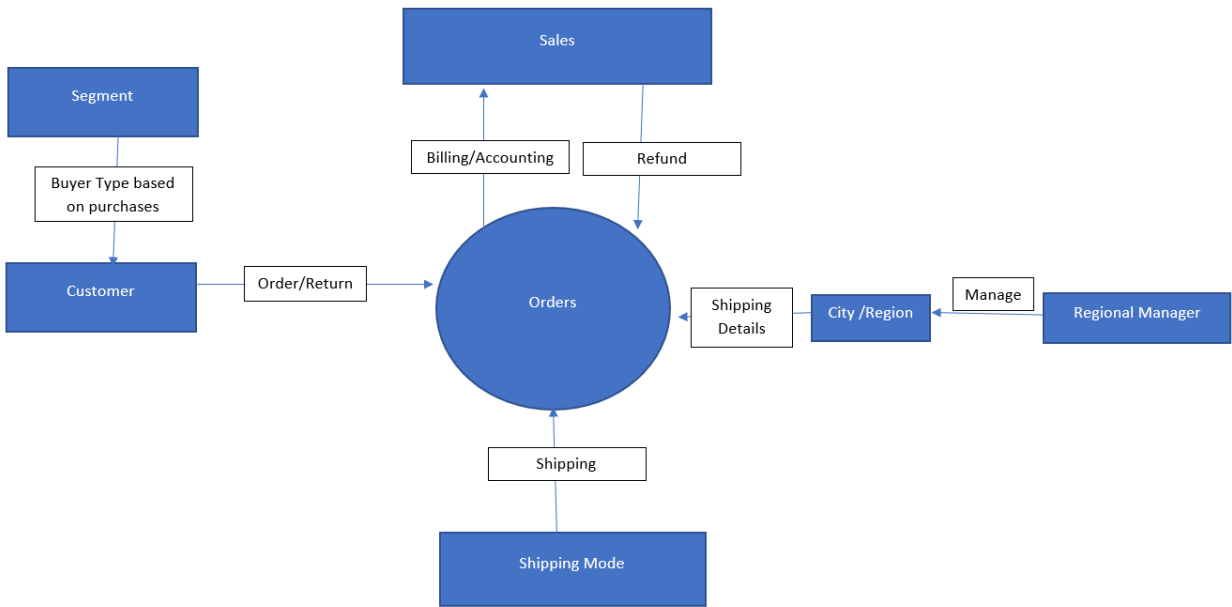 Sales
Segment
Billing/Accounting
Refund
Buyer Type based
on purchases
Customer
Order/Return
Orders
Shipping
Details
City /Region
Manage
Regional Manager
Shipping
Shipping Mode